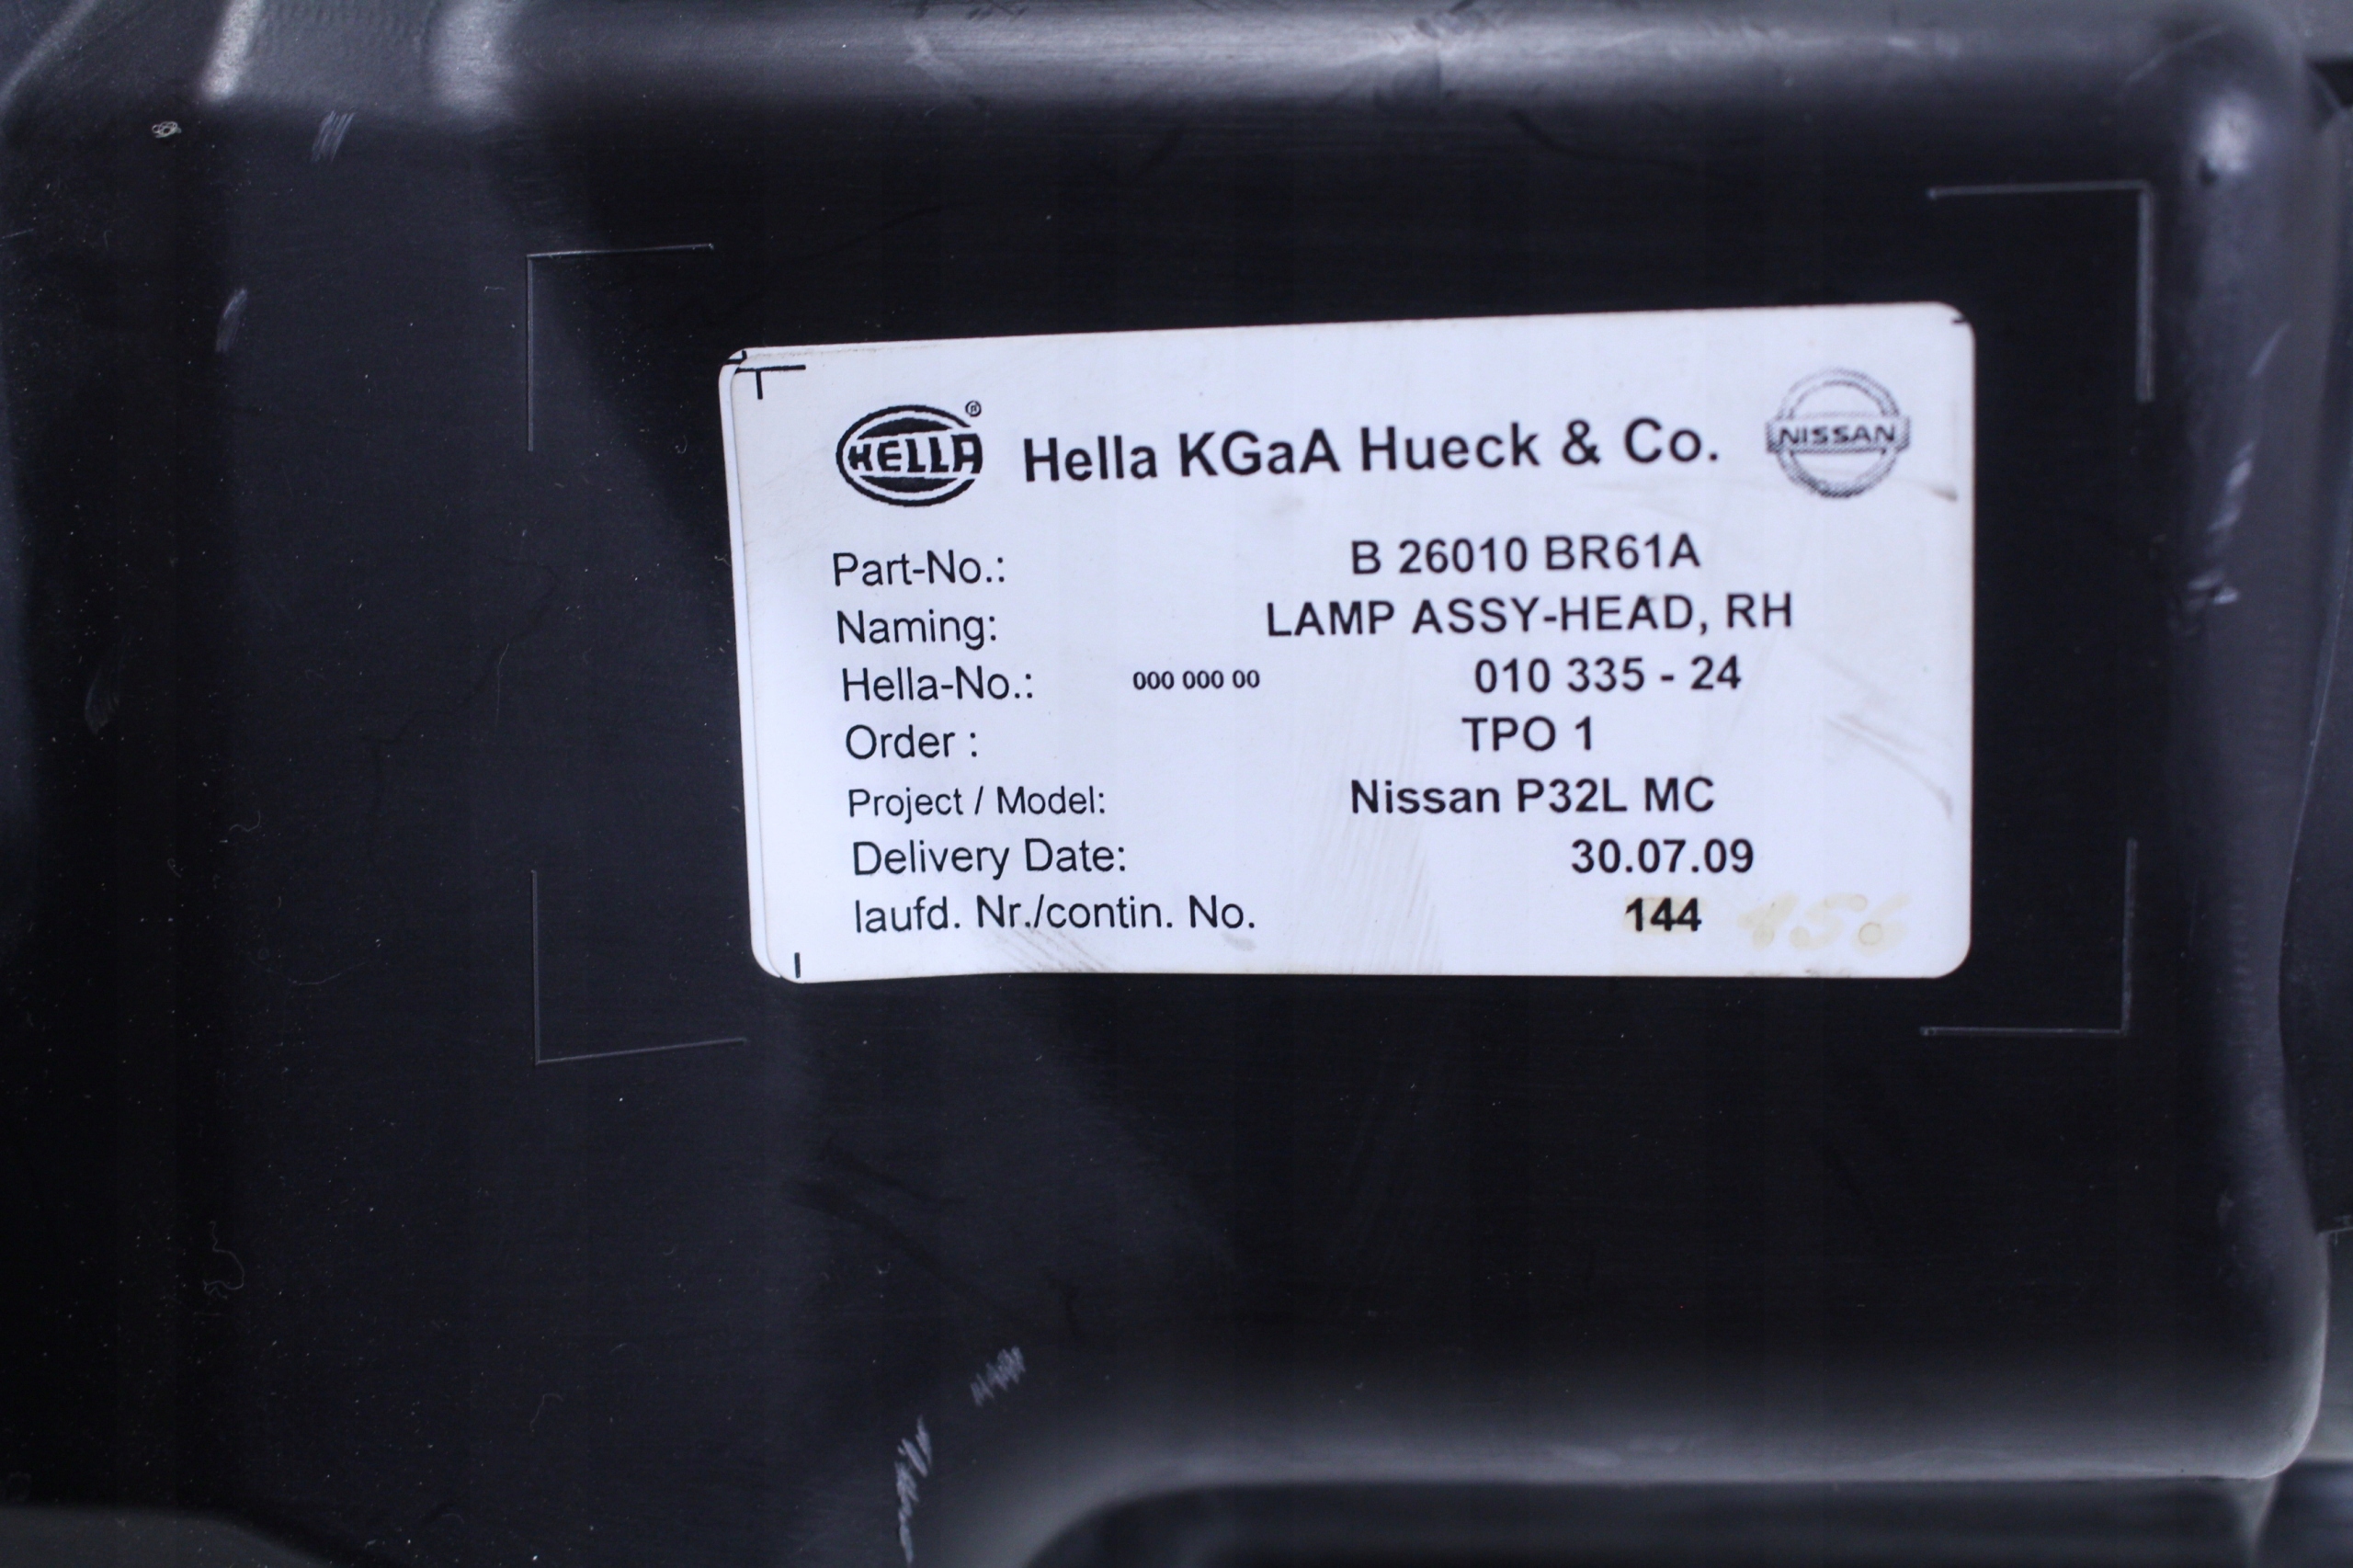 HELLA® Hella KGaA Hueck & Co. NISSAN
Part-No.: B 26010 BR61A
Naming: LAMP ASSY-HEAD, RH
Hella-No.: 000 000 00 010 335 - 24
Order : TPO 1
Project / Model: Nissan P32L MC
Delivery Date: 30.07.09
laufd. Nr./contin. No. 144 156